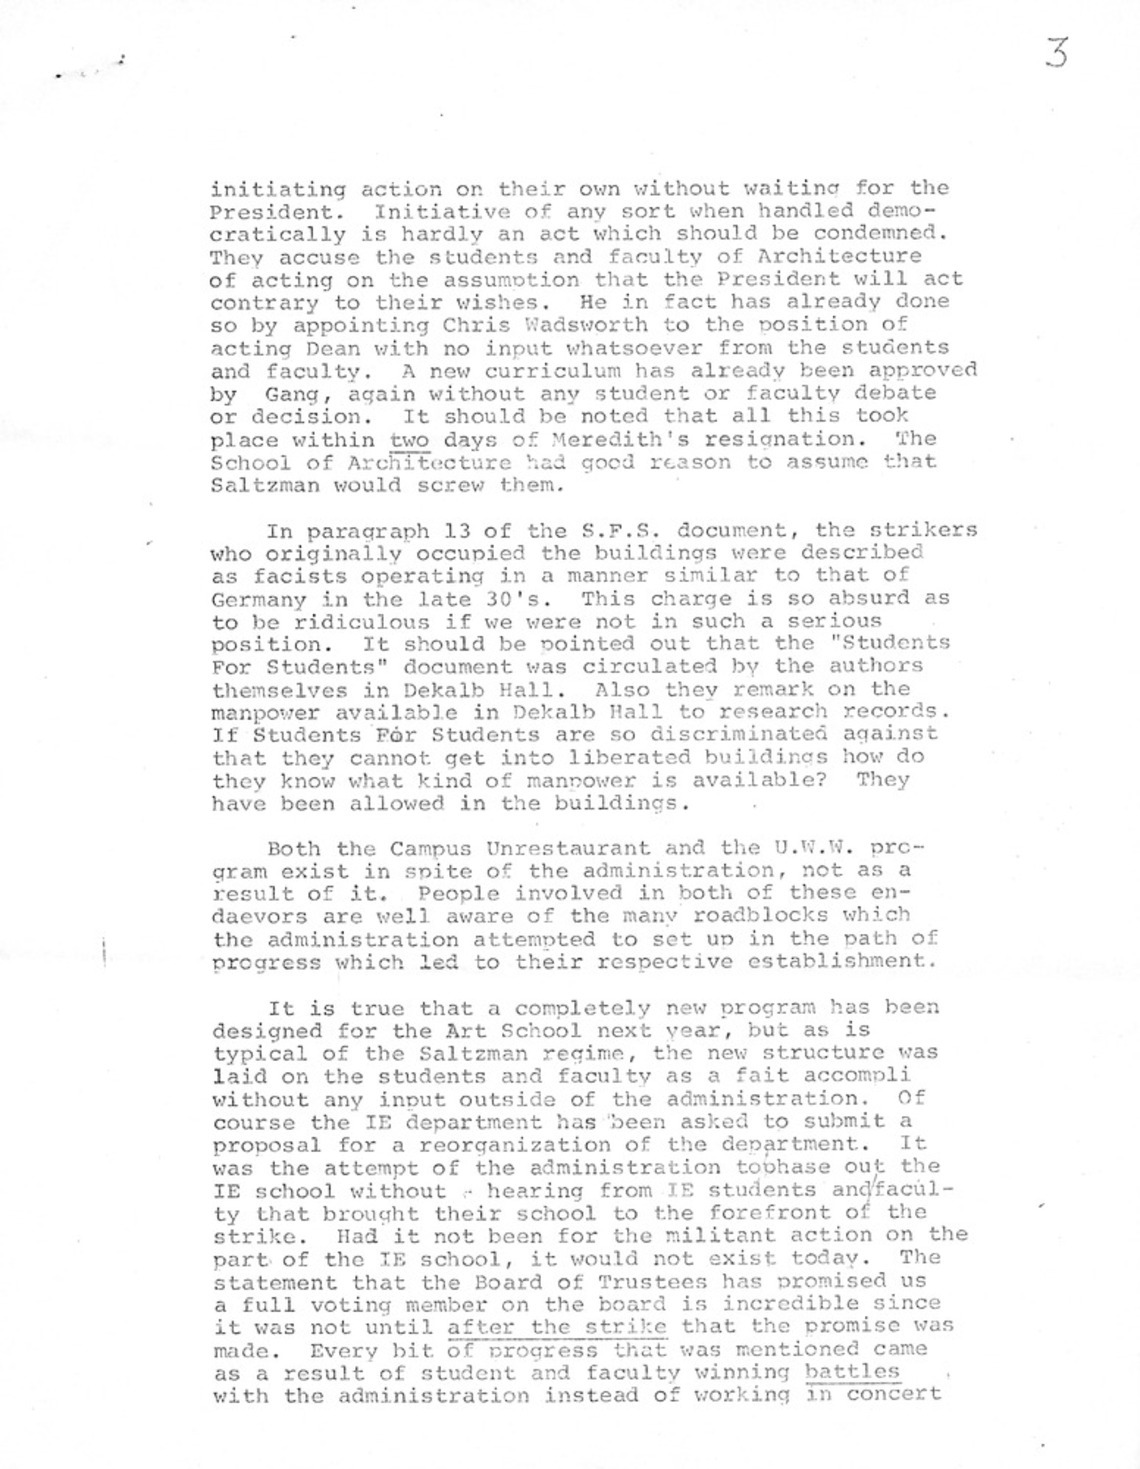 3
initiating action on their own without waiting for the
President.  Initiative of any sort when handled demo-
cratically is hardly an act which should be condemned.
They accuse the students and faculty of Architecture
of acting on the assumption that the President will act
contrary to their wishes.  He in fact has already done
so by appointing Chris Wadsworth to the position of
acting Dean with no input whatsoever from the students
and faculty.  A new curriculum has already been approved
by  Gang, again without any student or faculty debate
or decision.  It should be noted that all this took
place within two days of Meredith's resignation.  The
School of Architecture had good reason to assume that
Saltzman would screw them.
In paragraph 13 of the S.F.S. document, the strikers
who originally occupied the buildings were described
as facists operating in a manner similar to that of
Germany in the late 30's.  This charge is so absurd as
to be ridiculous if we were not in such a serious
position.  It should be pointed out that the "Students
For Students" document was circulated by the authors
themselves in Dekalb Hall.  Also they remark on the
manpower available in Dekalb Hall to research records.
If Students For Students are so discriminated against
that they cannot get into liberated buildings how do
they know what kind of manpower is available?  They
have been allowed in the buildings.
Both the Campus Unrestaurant and the U.W.W. pro-
gram exist in spite of the administration, not as a
result of it.  People involved in both of these en-
daevors are well aware of the many roadblocks which
the administration attempted to set up in the path of
progress which led to their respective establishment.
It is true that a completely new program has been
designed for the Art School next year, but as is
typical of the Saltzman regime, the new structure was
laid on the students and faculty as a fait accompli
without any input outside of the administration.  Of
course the IE department has been asked to submit a
proposal for a reorganization of the department.  It
was the attempt of the administration tophase out the
IE school without - hearing from IE students and/facul-
ty that brought their school to the forefront of the
strike.  Had it not been for the militant action on the
part of the IE school, it would not exist today.  The
statement that the Board of Trustees has promised us
a full voting member on the board is incredible since
it was not until after the strike that the promise was
made.  Every bit of progress that was mentioned came
as a result of student and faculty winning battles
with the administration instead of working in concert